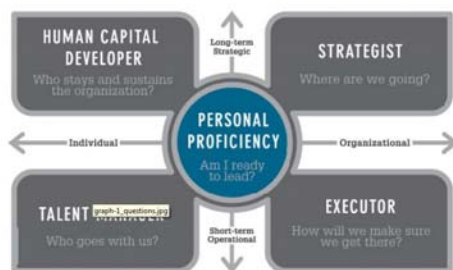 HUMAN CAPITAL
DEVELOPER
Who stays and sustains
the organization?
Long-term
Strategic
STRATEGIST
Where are we going?
PERSONAL
PROFICIENCY
Am I ready
to lead?
Individual
Organizational
TALENT
graph-1_questions.jpg
Who goes with us?
Short-term
Operational
EXECUTOR
How will we make sure
we get there?